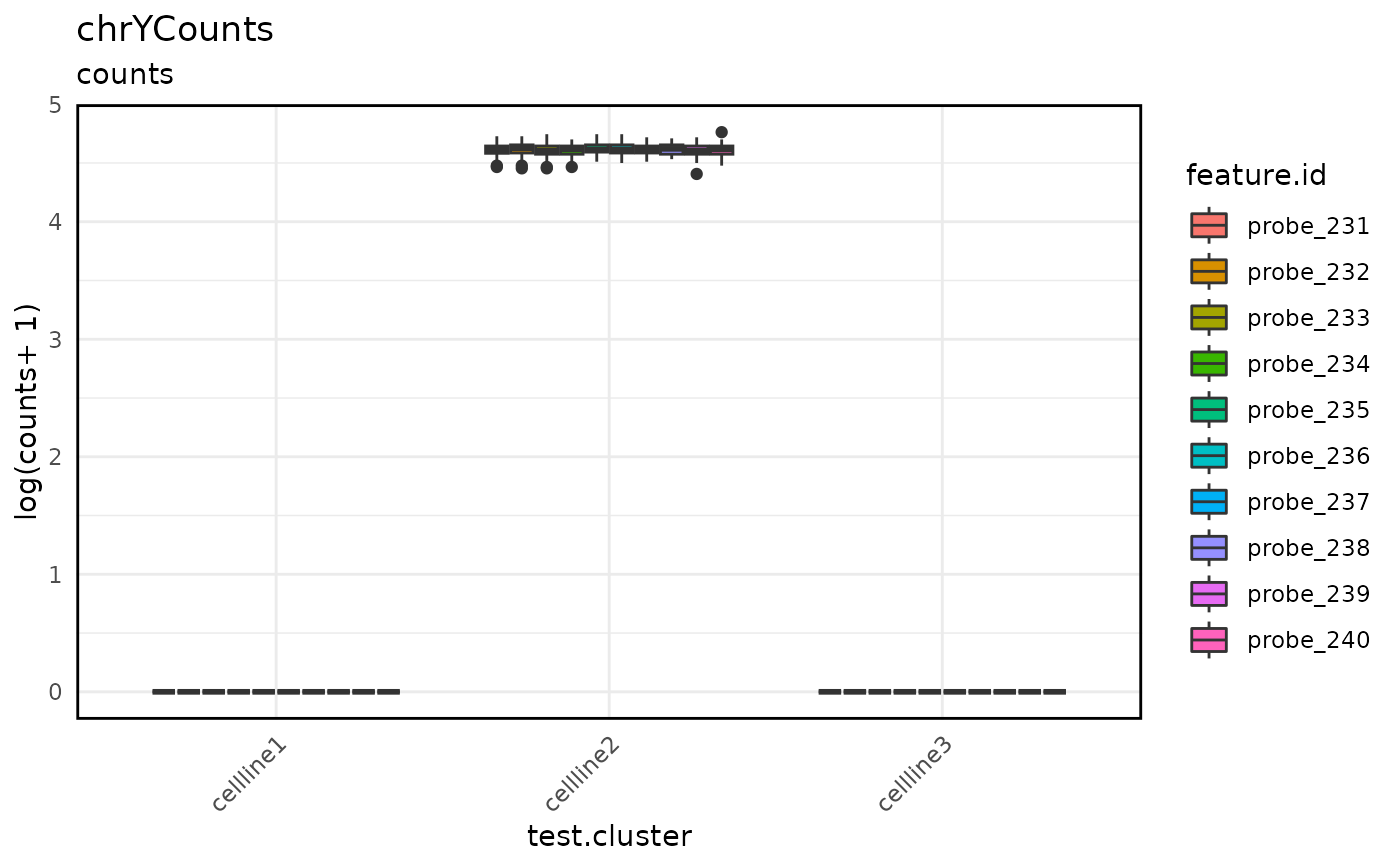 chrYCounts
counts
log(counts+ 1)
5
4
3
2
1
0
cellline1
cellline2
cellline3
test.cluster
feature.id
probe_231
probe_232
probe_233
probe_234
probe_235
probe_236
probe_237
probe_238
probe_239
probe_240